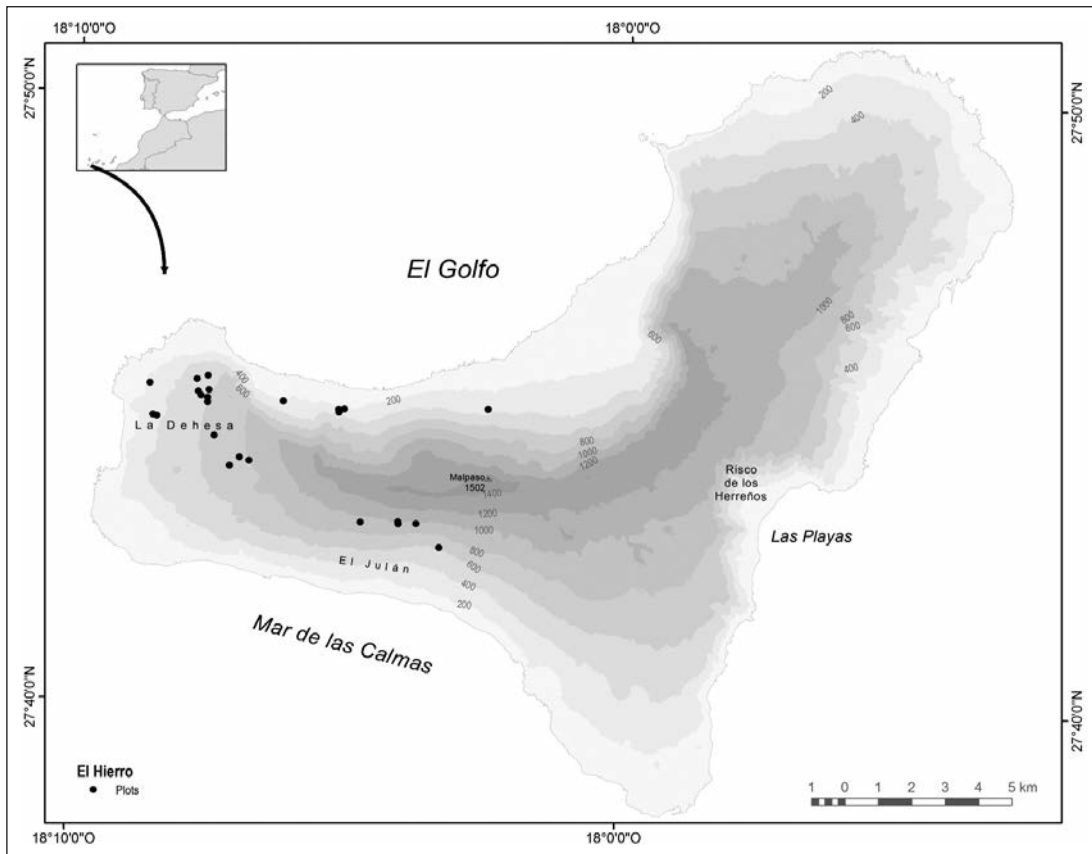 18°10'0"O
18°0'0"O
27°50'0"N
27°50'0"N
200
400
El Golfo
1000
800
600
600
400
400
600
200
La Dehesa
800
1000
1200
Malpaso
1502
1400
Risco
de los
Herreños
1200
1000
Las Playas
800
El Julán
600
400
200
Mar de las Calmas
27°40'0"N
27°40'0"N
El Hierro
Plots
1 0 1 2 3 4 5 km
18°10'0"O
18°0'0"O